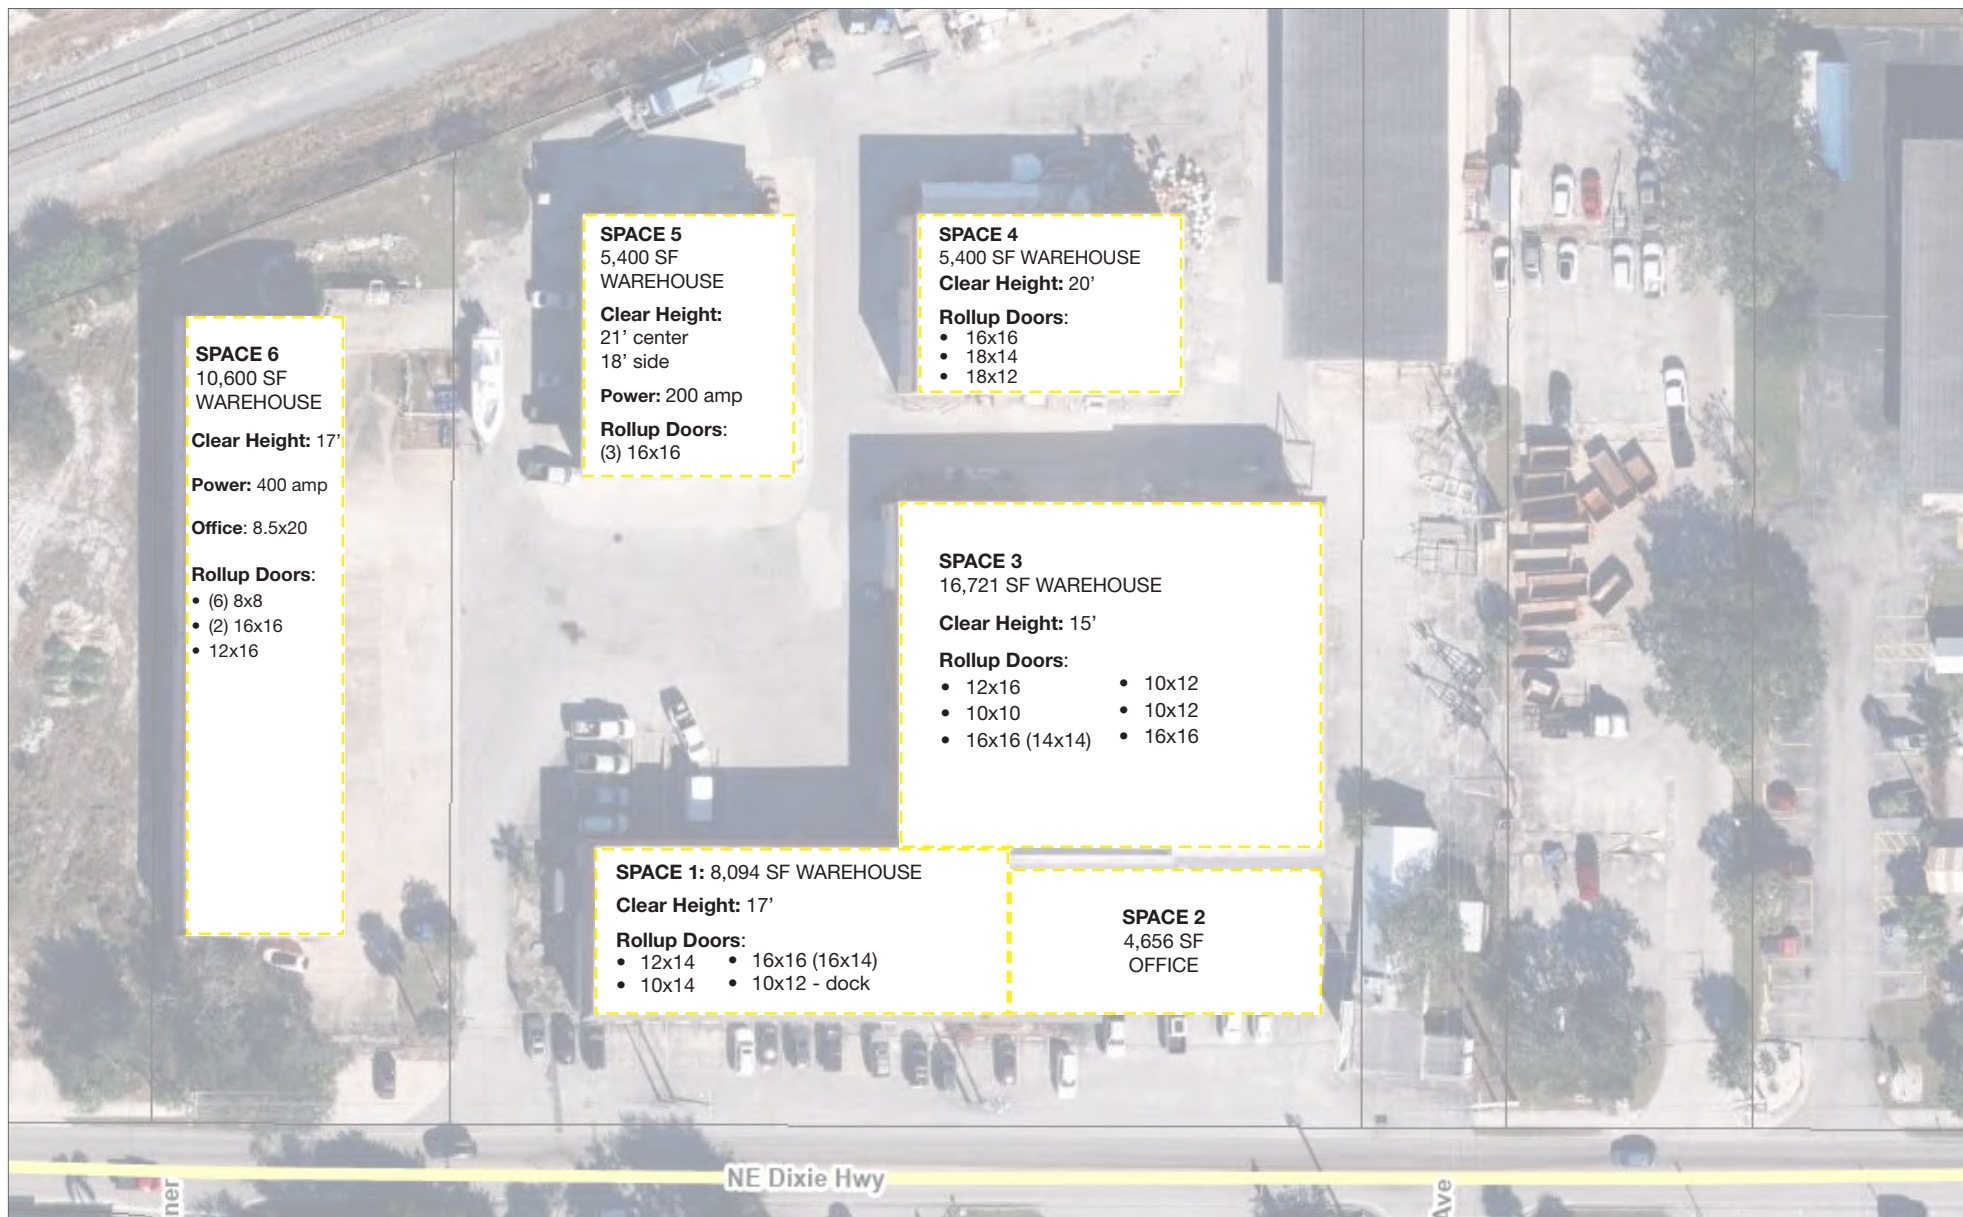 SPACE 5
5,400 SF
WAREHOUSE
Clear Height:
21’ center
18’ side
Power: 200 amp
Rollup Doors:
(3) 16x16
SPACE 4
5,400 SF WAREHOUSE
Clear Height: 20’
Rollup Doors:
• 16x16
• 18x14
• 18x12
SPACE 6
10,600 SF
WAREHOUSE
Clear Height: 17’
Power: 400 amp
Office: 8.5x20
Rollup Doors:
• (6) 8x8
• (2) 16x16
• 12x16
SPACE 3
16,721 SF WAREHOUSE
Clear Height: 15’
Rollup Doors:
• 12x16
• 10x10
• 16x16 (14x14)
• 10x12
• 10x12
• 16x16
SPACE 1: 8,094 SF WAREHOUSE
Clear Height: 17’
Rollup Doors:
• 12x14
• 10x14
• 16x16 (16x14)
• 10x12 - dock
SPACE 2
4,656 SF
OFFICE
NE Dixie Hwy
ner
Ave